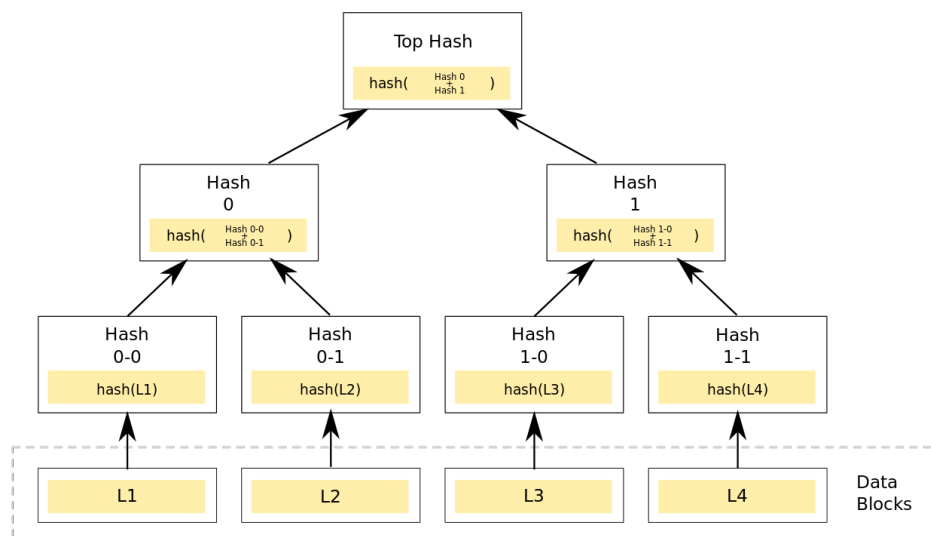 Top Hash
hash( Hash 0 + Hash 1 )
Hash
0
hash( Hash 0-0 + Hash 0-1 )
Hash
1
hash( Hash 1-0 + Hash 1-1 )
Hash
0-0
hash(L1)
Hash
0-1
hash(L2)
Hash
1-0
hash(L3)
Hash
1-1
hash(L4)
L1
L2
L3
L4
Data
Blocks